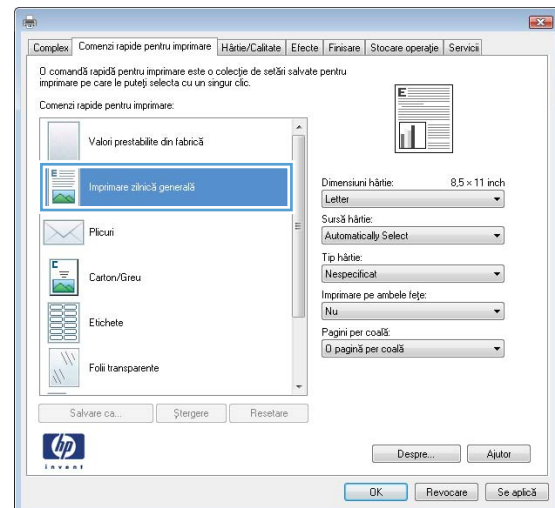 Complex Comenzi rapide pentru imprimare Hârtie/Calitate Efecte Finisare Stocare operaţie Servicii
O comandă rapidă pentru imprimare este o colecţie de setări salvate pentru
imprimare pe care le puteţi selecta cu un singur clic.
Comenzi rapide pentru imprimare:
Valori prestabilite din fabrică
Imprimare zilnică generală
Plicuri
Carton/Greu
Etichete
Folii transparente
Salvare ca... Ştergere Resetare
E
Dimensiuni hârtie: 8,5 × 11 inch
Letter
Sursă hârtie:
Automatically Select
Tip hârtie:
Nespecificat
Imprimare pe ambele feţe:
Nu
Pagini per coală:
O pagină per coală
hp
invent
Despre... Ajutor
OK Revocare Se aplică